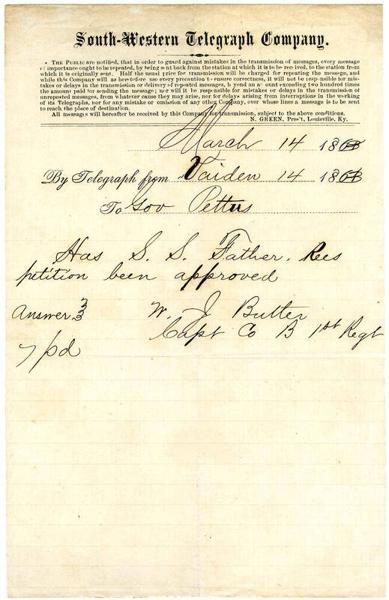 South-Western Telegraph Company.
THE PUBLIC are notified, that in order to guard against mistakes in the transmission of messages, every message
of importance ought to be repeated, by being sent back from the station at which it is to be received, to the station from
which it is originally sent. Half the usual price for transmission will be charged for repeating the message, and
while this Company will as heretofore use every precaution to ensure correctness, it will not be responsible for mis-
takes or delays in the transmission or delivery of repeated messages, beyond an amount exceeding two hundred times
the amount paid for sending the message; nor will it be responsible for mistakes or delays in the transmission of
unrepeated messages, from whatever cause they may arise, nor for delays arising from interruptions in the working
of its Telegraphs, nor for any mistake or omission of any other Company, over whose lines a message is to be sent
to reach the place of destination.
All messages will hereafter be received by this Company for transmission, subject to the above conditions.
N. GREEN, Pres't, Louisville, Ky.
March 14 186
By Telegraph from Vaiden 14 186
To Gov Pettus
Has S. S. Father. Rees
petition been approved
Answer 33 W. J. Butler
Capt Co B 1st Regt
7 pd